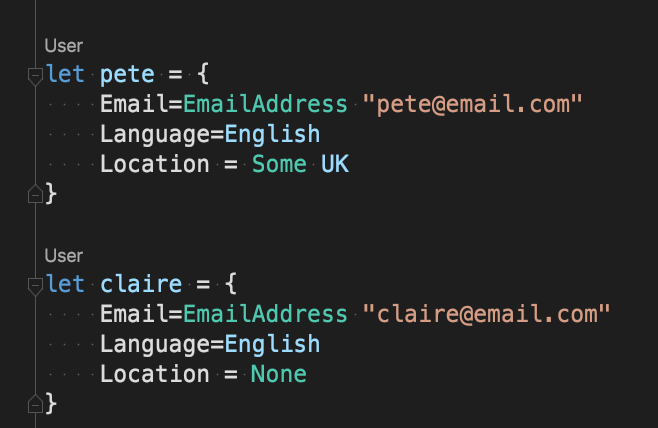 User
let pete = {
    Email=EmailAddress "pete@email.com"
    Language=English
    Location = Some UK
}
User
let claire = {
    Email=EmailAddress "claire@email.com"
    Language=English
    Location = None
}